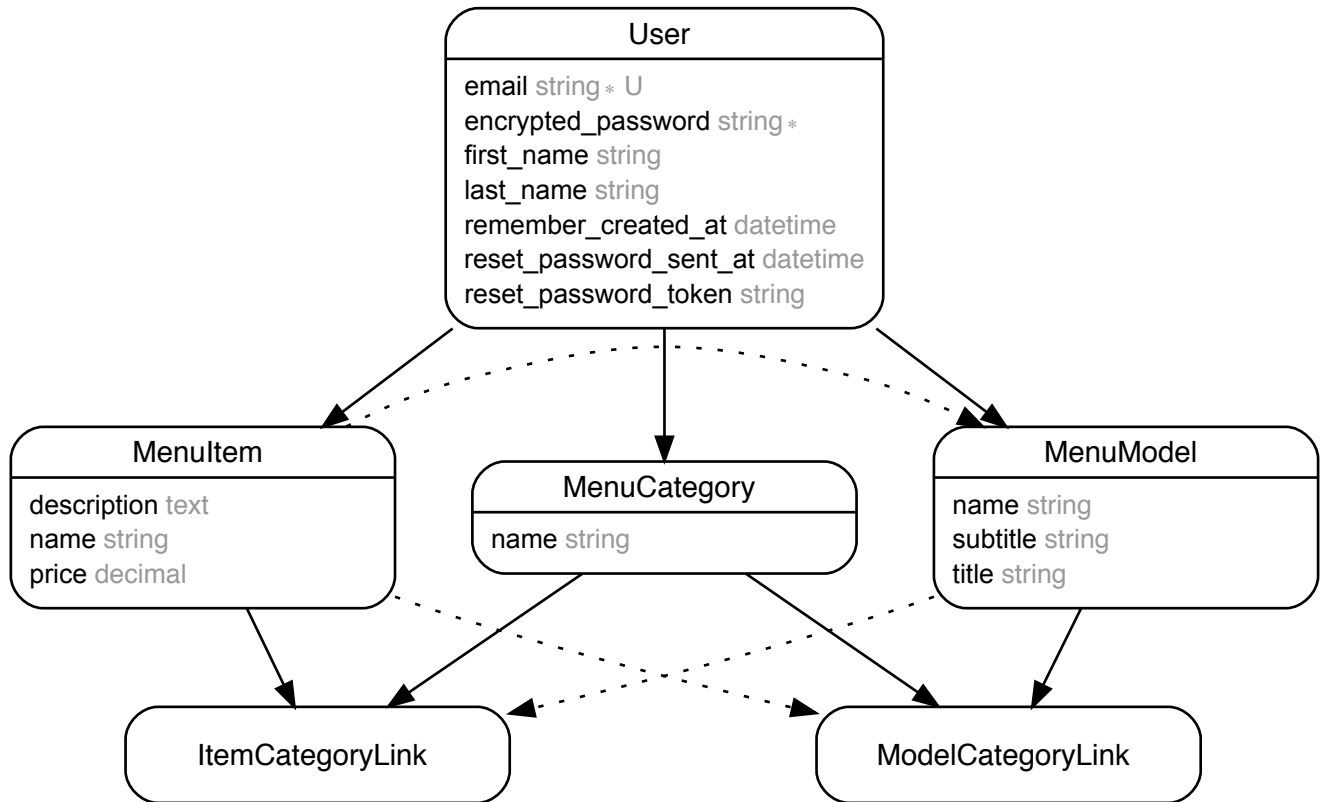 User
email string∗ U
encrypted_password string∗
first_name string
last_name string
remember_created_at datetime
reset_password_sent_at datetime
reset_password_token string
MenuItem
description text
name string
price decimal
MenuCategory
name string
MenuModel
name string
subtitle string
title string
ItemCategoryLink
ModelCategoryLink